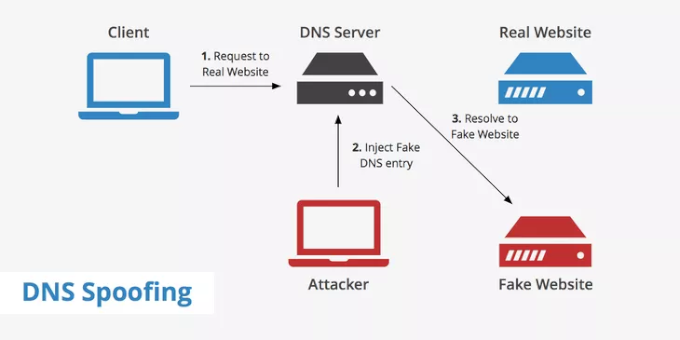 Client
DNS Server
Real Website
1. Request to
Real Website
3. Resolve to
Fake Website
2. Inject Fake
DNS entry
Attacker
Fake Website
DNS Spoofing